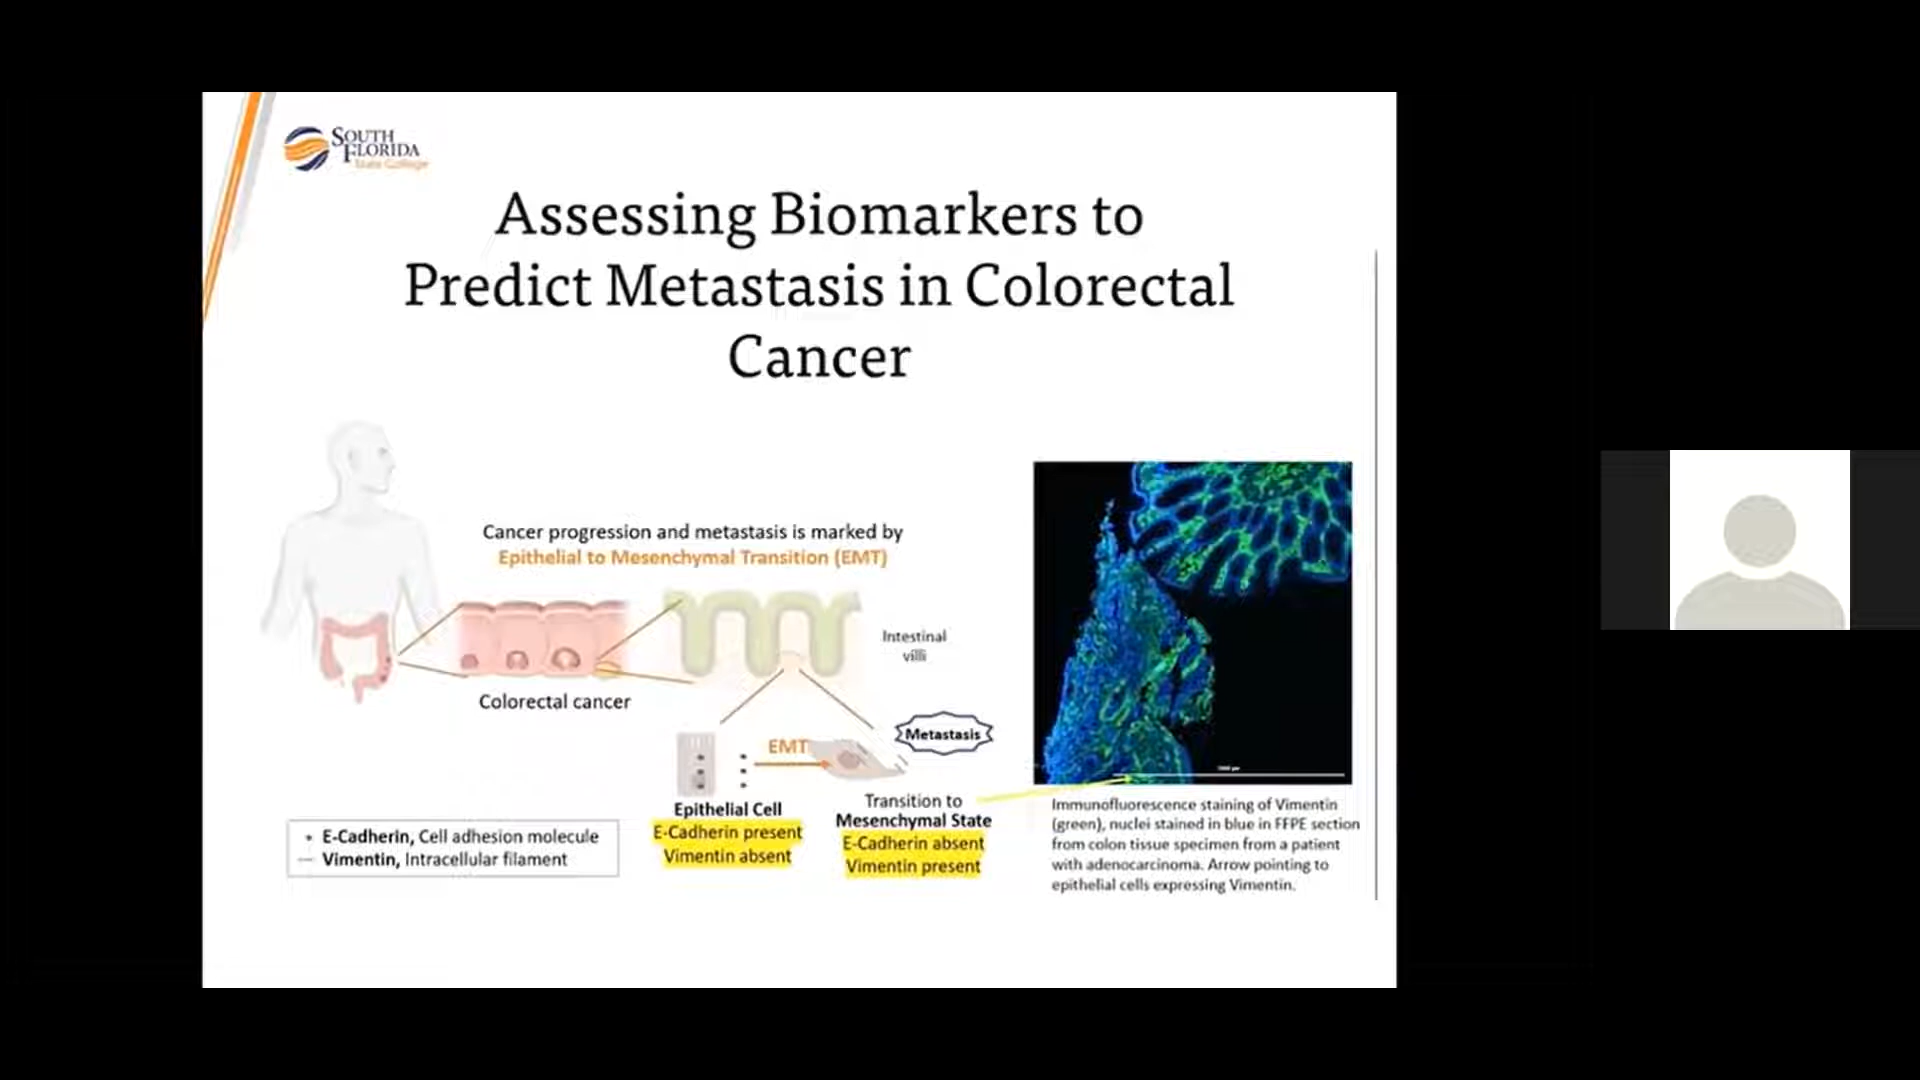 SOUTH
FLORIDA
State College
Assessing Biomarkers to
Predict Metastasis in Colorectal
Cancer
Cancer progression and metastasis is marked by
Epithelial to Mesenchymal Transition (EMT)
Intestinal
villi
Colorectal cancer
Metastasis
EMT
Epithelial Cell
E-Cadherin present
Vimentin absent
Transition to
Mesenchymal State
E-Cadherin absent
Vimentin present
E-Cadherin, Cell adhesion molecule
Vimentin, Intracellular filament
Immunofluorescence staining of Vimentin
(green), nuclei stained in blue in FFPE section
from colon tissue specimen from a patient
with adenocarcinoma. Arrow pointing to
epithelial cells expressing Vimentin.